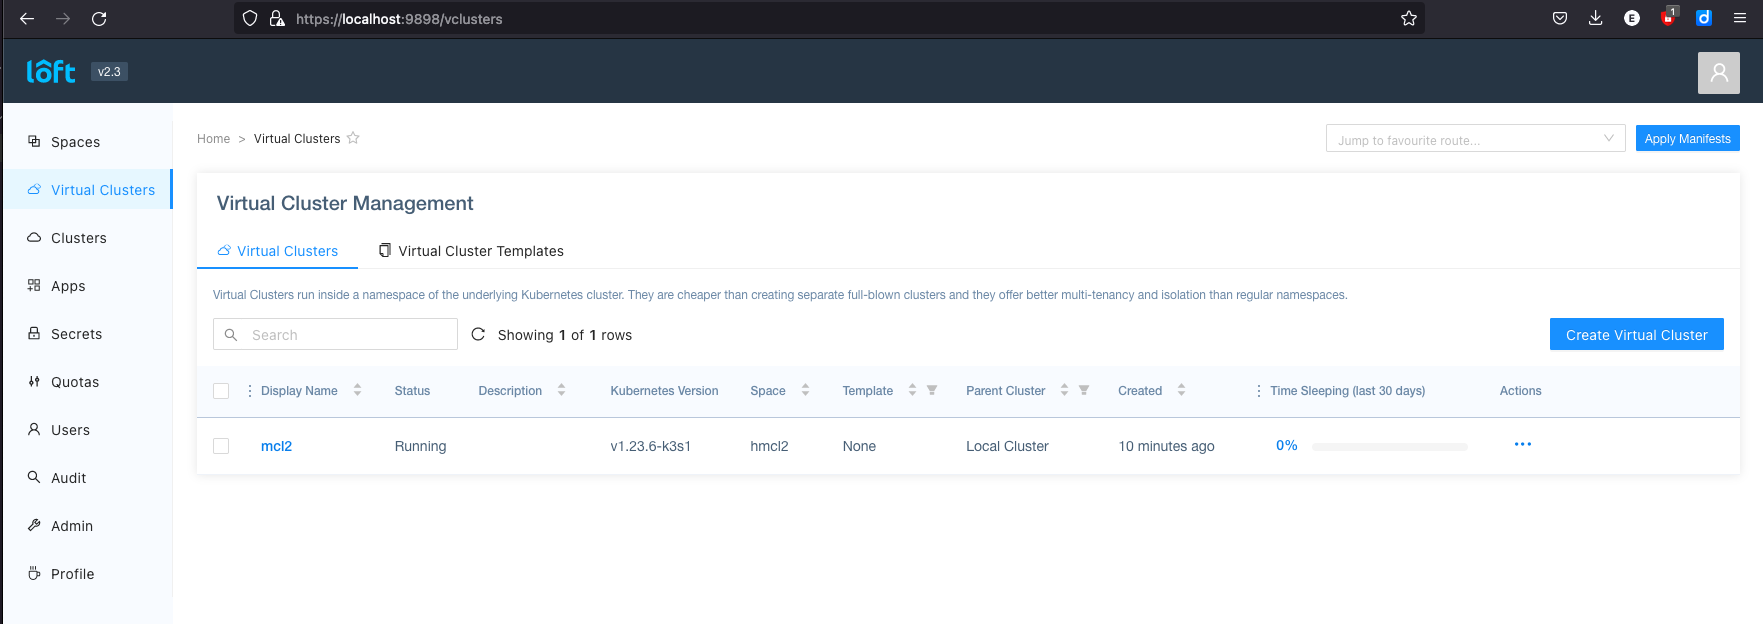 https://localhost:9898/vclusters
E
1
d
loft
v2.3
Spaces
Virtual Clusters
Clusters
Apps
Secrets
Quotas
Users
Audit
Admin
Profile
Home > Virtual Clusters
Jump to favourite route...
Apply Manifests
Virtual Cluster Management
Virtual Clusters
Virtual Cluster Templates
Virtual Clusters run inside a namespace of the underlying Kubernetes cluster. They are cheaper than creating separate full-blown clusters and they offer better multi-tenancy and isolation than regular namespaces.
Search
Showing 1 of 1 rows
Create Virtual Cluster
Display Name Status Description Kubernetes Version Space Template Parent Cluster Created Time Sleeping (last 30 days) Actions
mcl2 Running v1.23.6-k3s1 hmcl2 None Local Cluster 10 minutes ago 0%